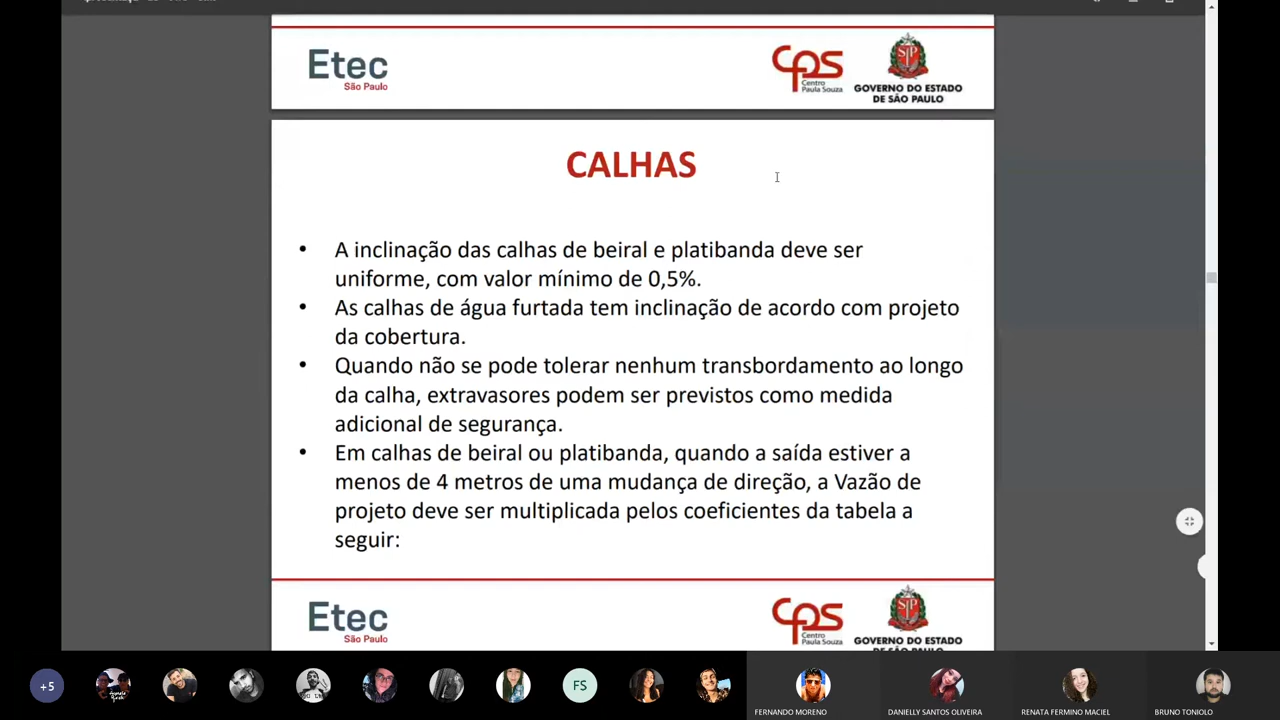 Etec
São Paulo
CPS
Centro
Paula Souza
SP
GOVERNO DO ESTADO
DE SÃO PAULO
CALHAS
• A inclinação das calhas de beiral e platibanda deve ser
uniforme, com valor mínimo de 0,5%.
• As calhas de água furtada tem inclinação de acordo com projeto
da cobertura.
• Quando não se pode tolerar nenhum transbordamento ao longo
da calha, extravasores podem ser previstos como medida
adicional de segurança.
• Em calhas de beiral ou platibanda, quando a saída estiver a
menos de 4 metros de uma mudança de direção, a Vazão de
projeto deve ser multiplicada pelos coeficientes da tabela a
seguir:
Etec
São Paulo
CPS
Centro
Paula Souza
SP
GOVERNO DO ESTADO
+5
FS
FERNANDO MORENO
DANIELLY SANTOS OLIVEIRA
RENATA FERMINO MACIEL
BRUNO TONIOLO